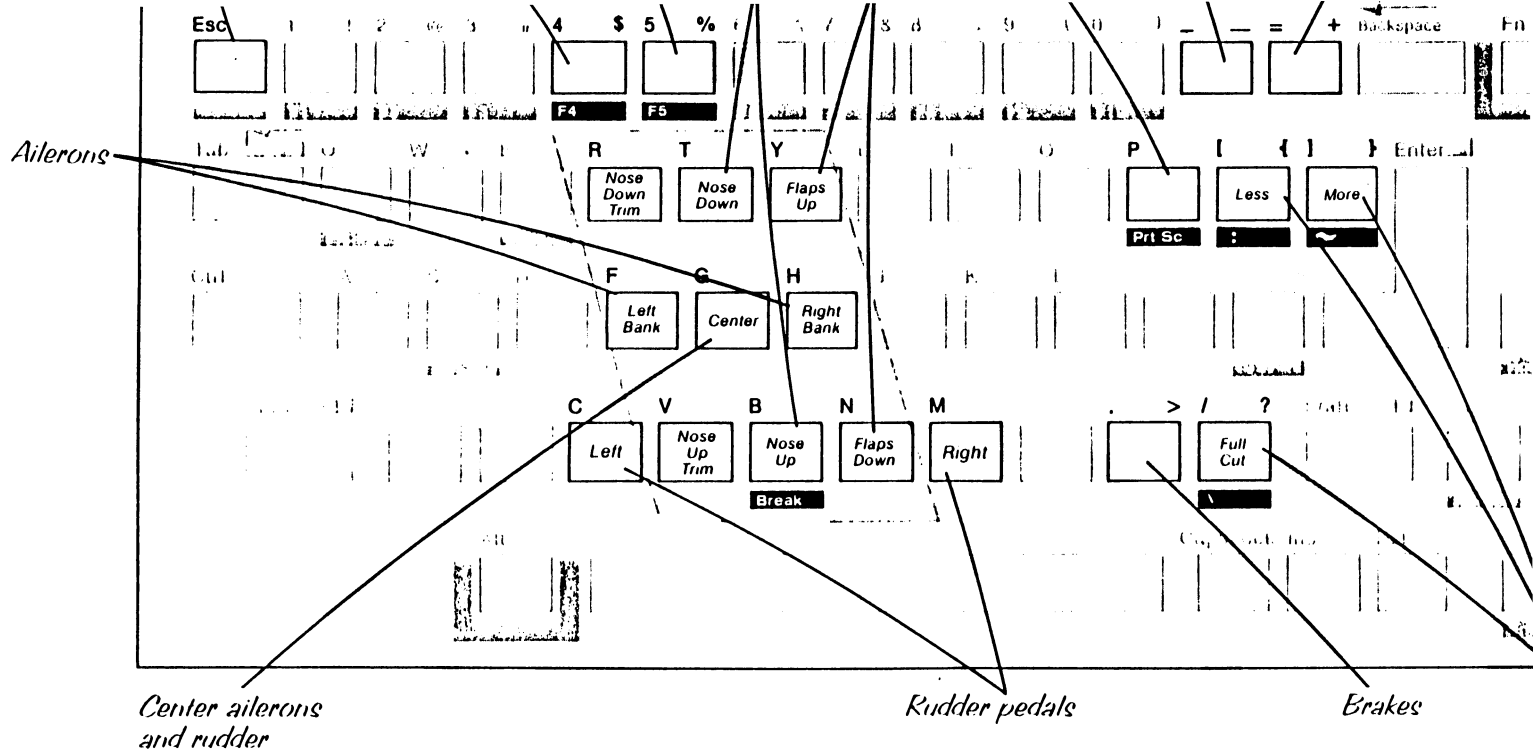 Esc 4 $ 5 % _ — = + Backspace Fn
F4 F5
Ailerons
R T Y P [ { ] } Enter
Nose
Down
Trim
Nose
Down
Flaps
Up
Less
More
Prt Sc : ~
F G H
Left
Bank
Center
Right
Bank
C V B N M . > / ?
Left
Nose
Up
Trim
Nose
Up
Flaps
Down
Right
Full
Cut
Break \
Alt
Center ailerons
and rudder
Rudder pedals
Brakes